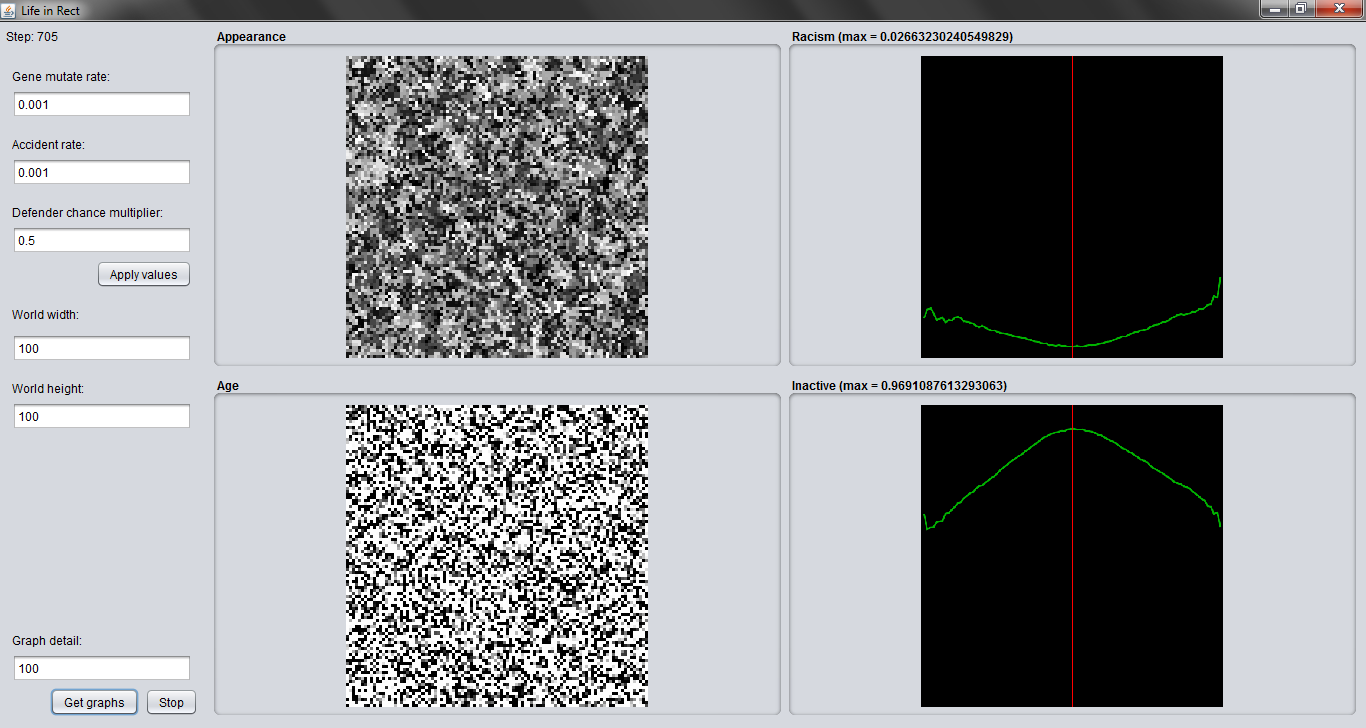 Life in Rect
Step: 705
Gene mutate rate:
0.001
Accident rate:
0.001
Defender chance multiplier:
0.5
Apply values
World width:
100
World height:
100
Graph detail:
100
Get graphs
Stop
Appearance
Racism (max = 0.02663230240549829)
Age
Inactive (max = 0.9691087613293063)